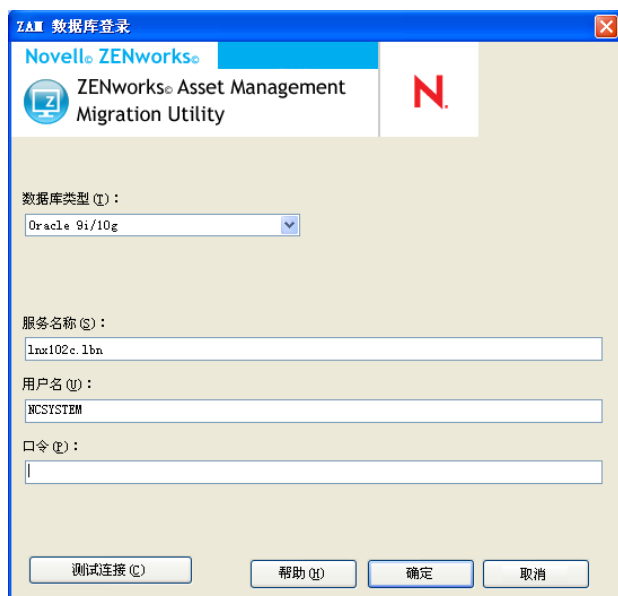 ZAM 数据库登录
Novell© ZENworks©
ZENworks© Asset Management
Migration Utility
N.
数据库类型(T)：
Oracle 9i/10g
服务名称(S)：
lnx102c.lbn
用户名(U)：
NCSYSTEM
口令(P)：
测试连接(C)
帮助(H)
确定
取消